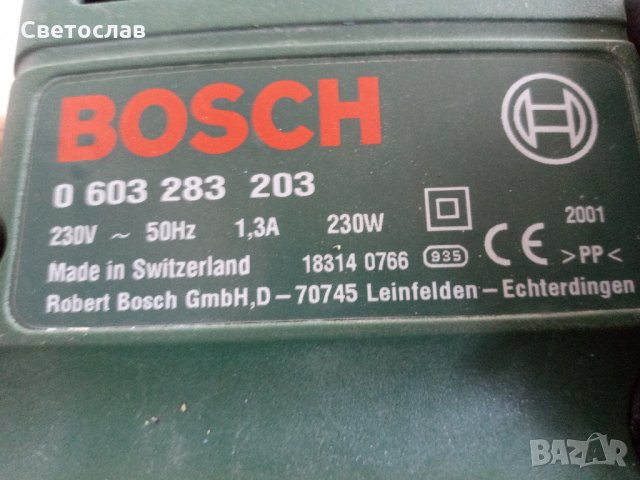 Светослав
BOSCH
0 603 283 203
230V ~ 50Hz 1,3A 230W
2001
Made in Switzerland 18314 0766 935 CE >PP<
Robert Bosch GmbH,D-70745 Leinfelden-Echterdingen
BAZAR